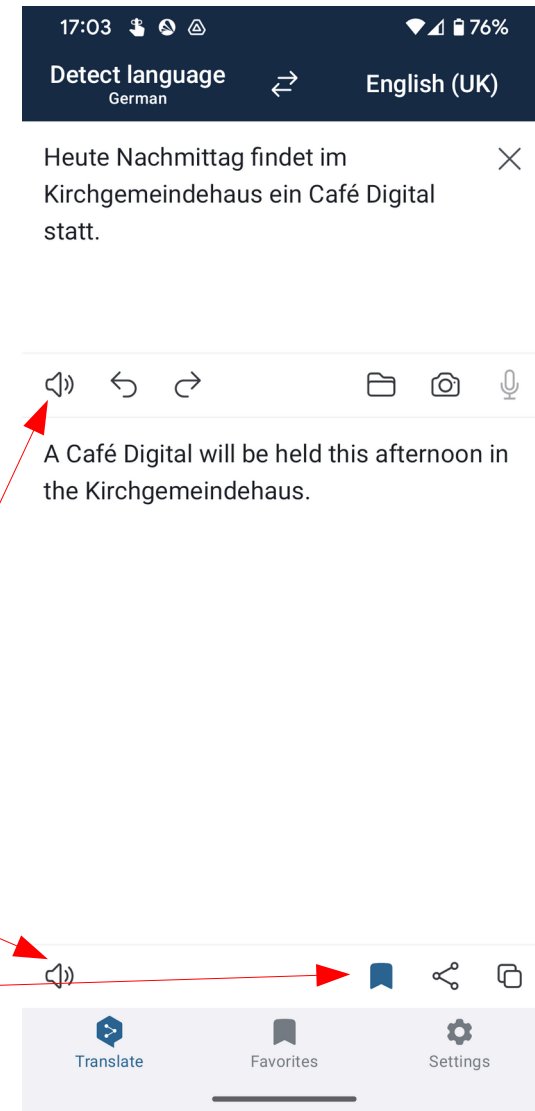 17:03
76%
Detect language
German
English (UK)
Heute Nachmittag findet im
Kirchgemeindehaus ein Café Digital
statt.
A Café Digital will be held this afternoon in
the Kirchgemeindehaus.
Translate
Favorites
Settings